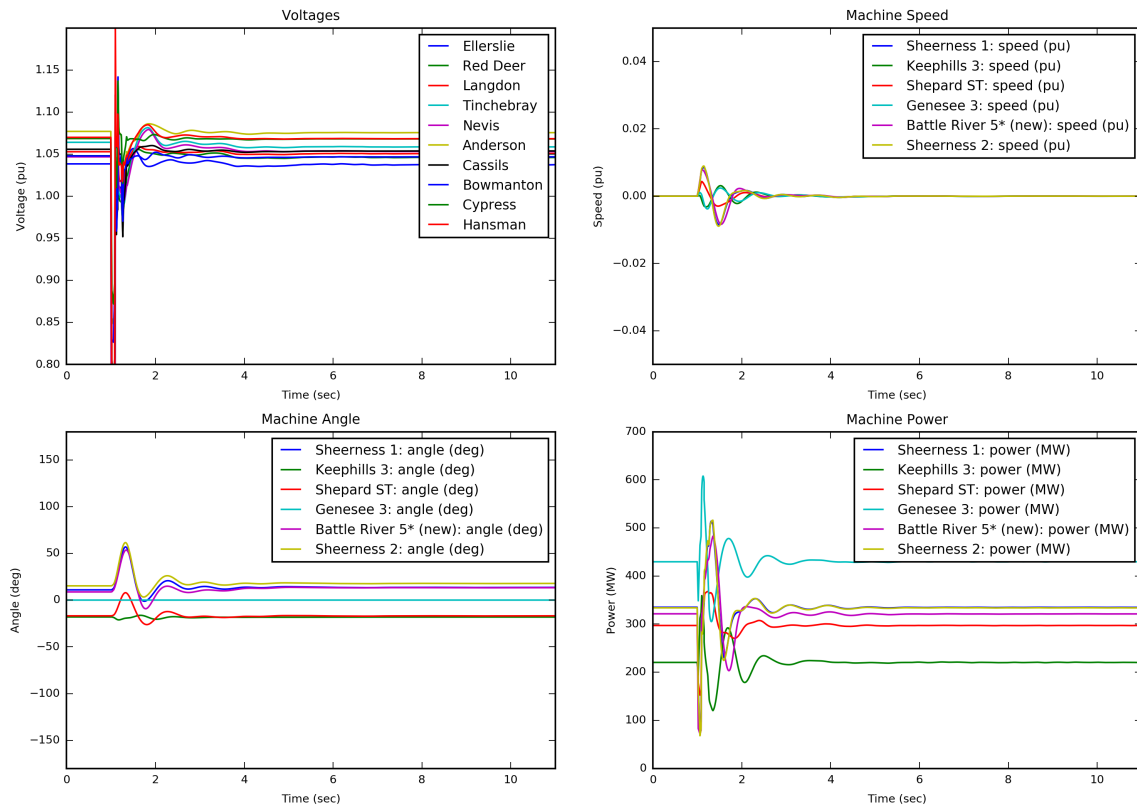 Voltages
Voltage (pu)
1.15
1.10
1.05
1.00
0.95
0.90
0.85
0.80
0 2 4 6 8 10
Time (sec)
Ellerslie
Red Deer
Langdon
Tinchebray
Nevis
Anderson
Cassils
Bowmanton
Cypress
Hansman
Machine Speed
Speed (pu)
0.04
0.02
0.00
−0.02
−0.04
0 2 4 6 8 10
Time (sec)
Sheerness 1: speed (pu)
Keephills 3: speed (pu)
Shepard ST: speed (pu)
Genesee 3: speed (pu)
Battle River 5* (new): speed (pu)
Sheerness 2: speed (pu)
Machine Angle
Angle (deg)
150
100
50
0
−50
−100
−150
0 2 4 6 8 10
Time (sec)
Sheerness 1: angle (deg)
Keephills 3: angle (deg)
Shepard ST: angle (deg)
Genesee 3: angle (deg)
Battle River 5* (new): angle (deg)
Sheerness 2: angle (deg)
Machine Power
Power (MW)
700
600
500
400
300
200
100
0
0 2 4 6 8 10
Time (sec)
Sheerness 1: power (MW)
Keephills 3: power (MW)
Shepard ST: power (MW)
Genesee 3: power (MW)
Battle River 5* (new): power (MW)
Sheerness 2: power (MW)